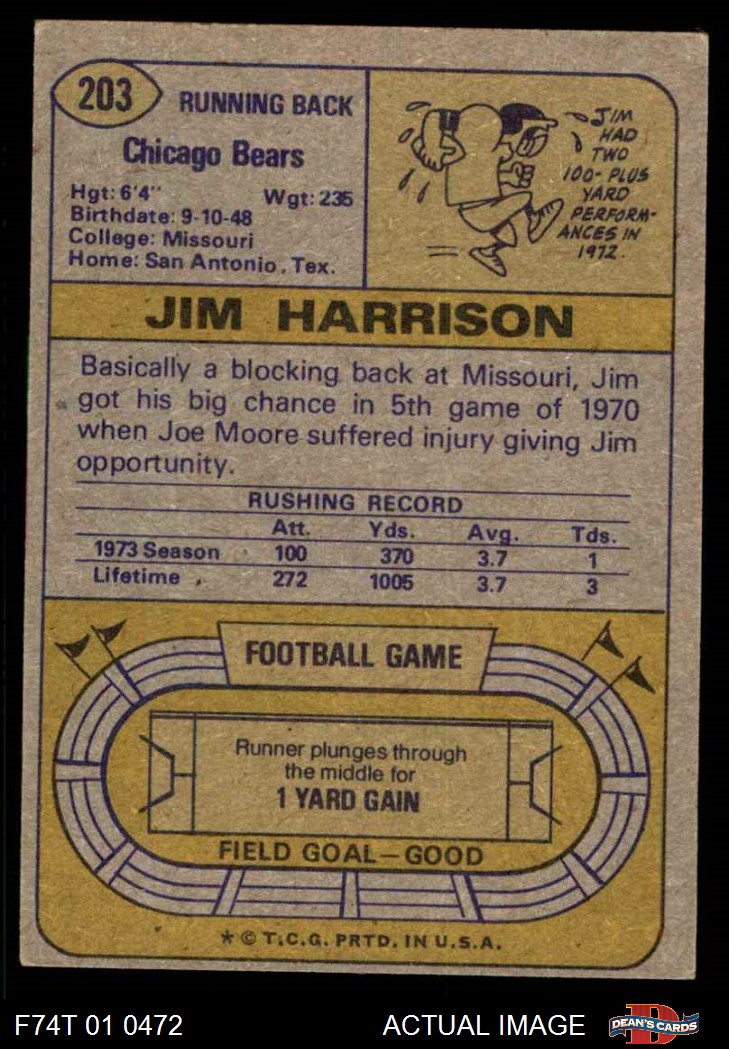 203
RUNNING BACK
Chicago Bears
Hgt: 6'4" Wgt: 235
Birthdate: 9-10-48
College: Missouri
Home: San Antonio, Tex.
JIM
HAD
TWO
100-PLUS
YARD
PERFORM-
ANCES IN
1972.
JIM HARRISON
Basically a blocking back at Missouri, Jim
got his big chance in 5th game of 1970
when Joe Moore suffered injury giving Jim
opportunity.
RUSHING RECORD
Att. Yds. Avg. Tds.
1973 Season 100 370 3.7 1
Lifetime 272 1005 3.7 3
FOOTBALL GAME
Runner plunges through
the middle for
1 YARD GAIN
FIELD GOAL—GOOD
* © T.C.G. PRTD. IN U.S.A.
F74T 01 0472 ACTUAL IMAGE DEAN'S CARDS